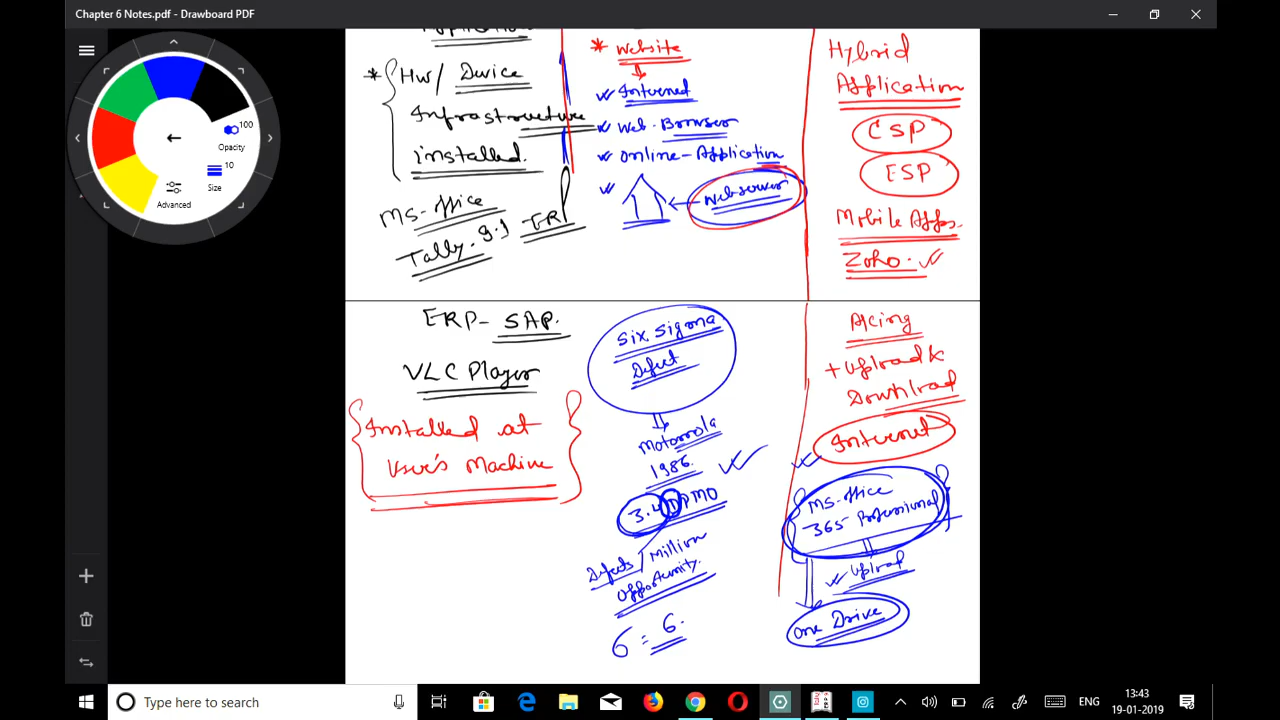 Chapter 6 Notes.pdf - Drawboard PDF
100
Opacity
10
Size
Advanced
* HW/ Device
Infrastructure
installed.
MS-Office
Tally. 9.1 ERP
* Website
Internet
Web-Browser
Online-Application
Webserver
Hybrid
Application
CSP
ESP
Mobile Apps.
Zoho.
ERP- SAP.
VLC Player
Installed at
User's Machine
Six Sigma
Defect
Motorola
1986.
3.4 DPMO
Defects/Million
Opportunity.
6 = 6.
+ Upload &
Download
Internet
MS-office
365 Professional
Upload
One Drive
Type here to search
ENG
13:43
19-01-2019